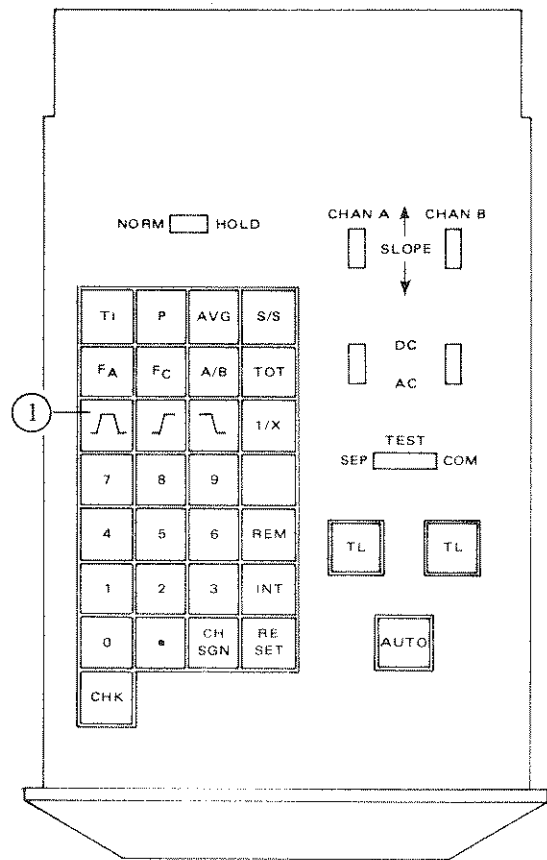 CHAN A CHAN B
NORM HOLD
SLOPE
TI P AVG S/S
FA FC A/B TOT
DC
AC
1
1/X
TEST
SEP COM
7 8 9
4 5 6 REM
TL TL
1 2 3 INT
0 . CH SGN RE SET
AUTO
CHK